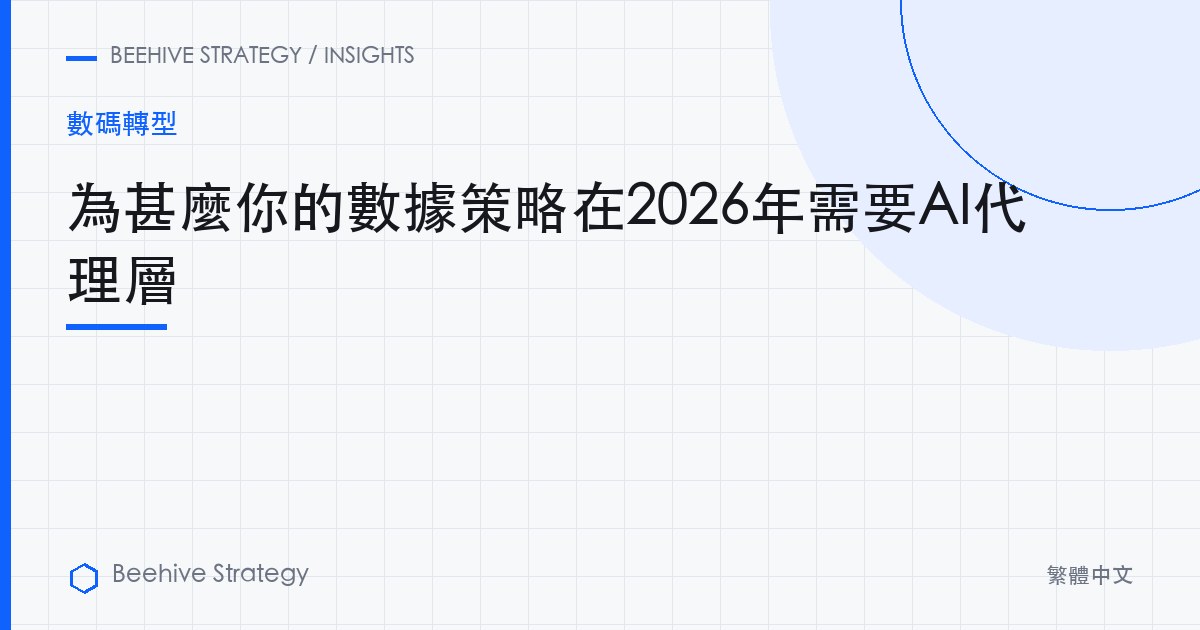 BEEHIVE STRATEGY / INSIGHTS
數碼轉型
為甚麼你的數據策略在2026年需要AI代
理層
Beehive Strategy
繁體中文